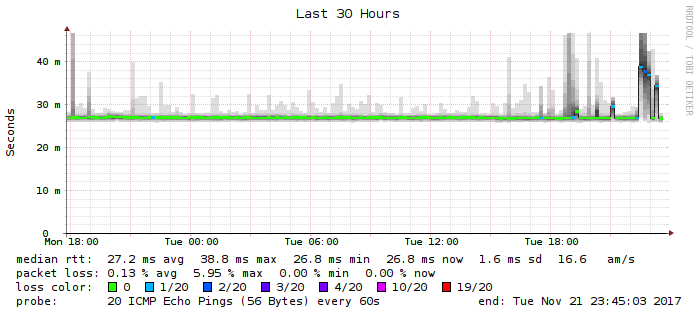 Last 30 Hours
RRDTOOL / TOBI OETIKER
Seconds
40 m
30 m
20 m
10 m
0
Mon 18:00 Tue 00:00 Tue 06:00 Tue 12:00 Tue 18:00
median rtt: 27.2 ms avg 38.8 ms max 26.8 ms min 26.8 ms now 1.6 ms sd 16.6 am/s
packet loss: 0.13 % avg 5.95 % max 0.00 % min 0.00 % now
loss color: 0 1/20 2/20 3/20 4/20 10/20 19/20
probe: 20 ICMP Echo Pings (56 Bytes) every 60s end: Tue Nov 21 23:45:03 2017